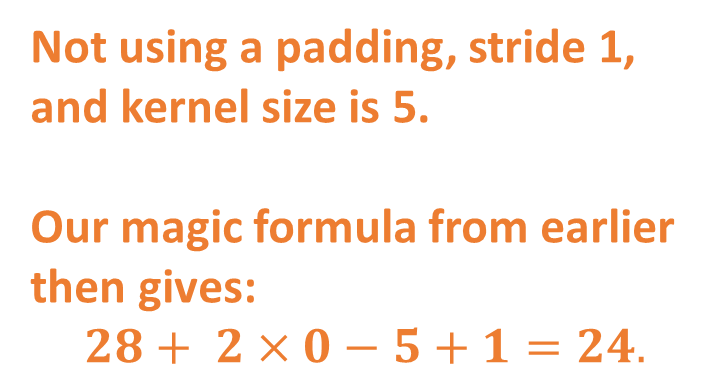 Not using a padding, stride 1,
and kernel size is 5.
Our magic formula from earlier
then gives:
28 + 2 × 0 − 5 + 1 = 24.